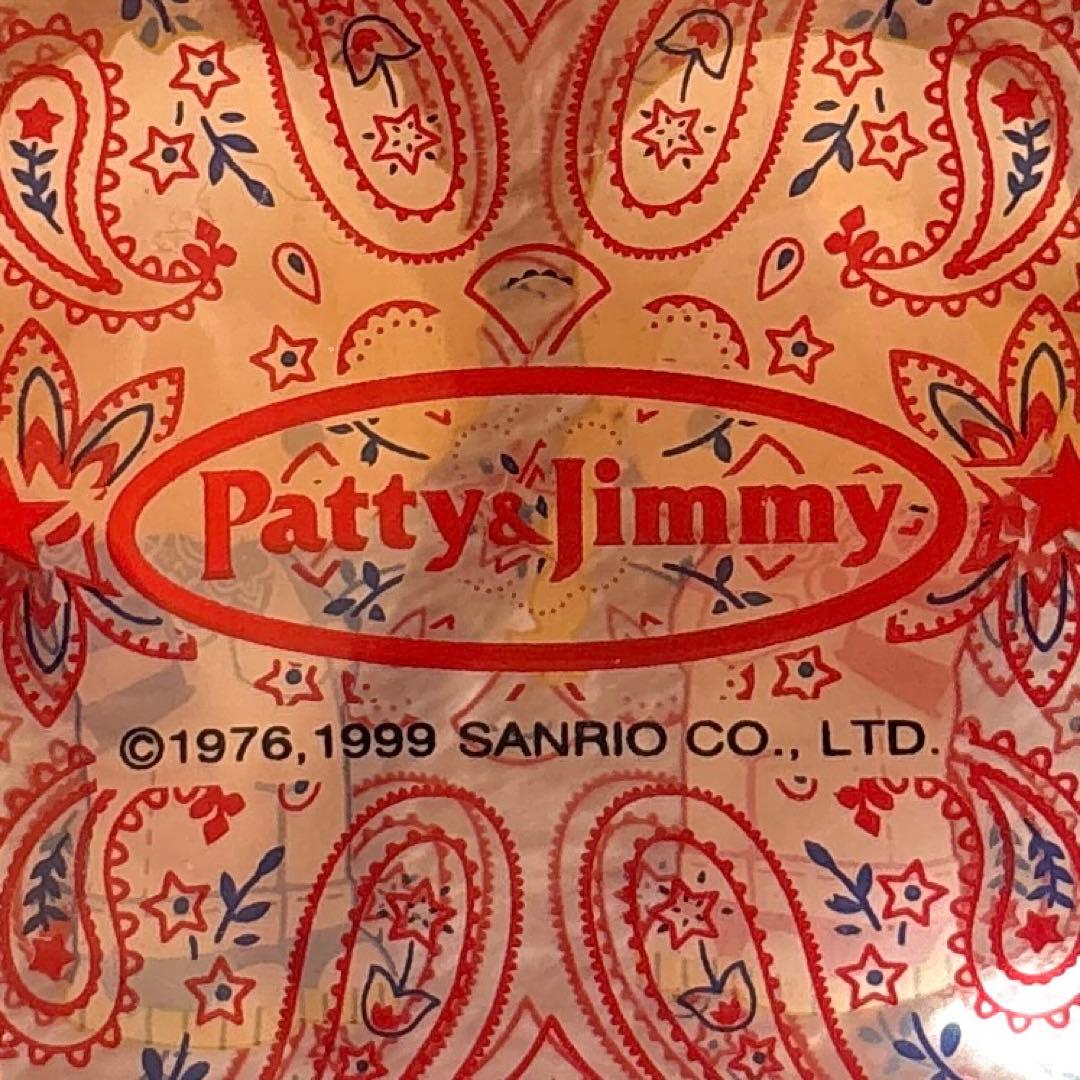 Patty&Jimmy
©1976,1999 SANRIO CO., LTD.